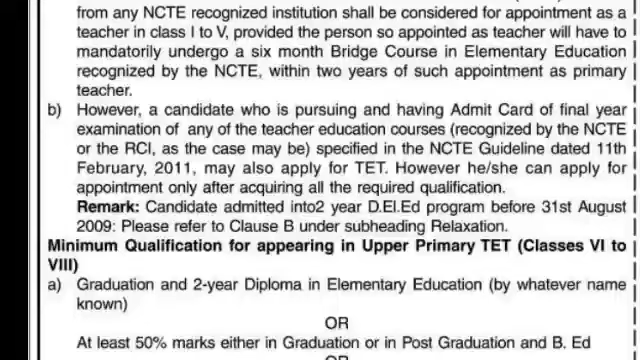 from any NCTE recognized institution shall be considered for appointment as a
teacher in class I to V, provided the person so appointed as teacher will have to
mandatorily undergo a six month Bridge Course in Elementary Education
recognized by the NCTE, within two years of such appointment as primary
teacher.
b) However, a candidate who is pursuing and having Admit Card of final year
examination of any of the teacher education courses (recognized by the NCTE
or the RCI, as the case may be) specified in the NCTE Guideline dated 11th
February, 2011, may also apply for TET. However he/she can apply for
appointment only after acquiring all the required qualification.
Remark: Candidate admitted into2 year D.El.Ed program before 31st August
2009: Please refer to Clause B under subheading Relaxation.
Minimum Qualification for appearing in Upper Primary TET (Classes VI to
VIII)
a) Graduation and 2-year Diploma in Elementary Education (by whatever name
known)
OR
At least 50% marks either in Graduation or in Post Graduation and B. Ed